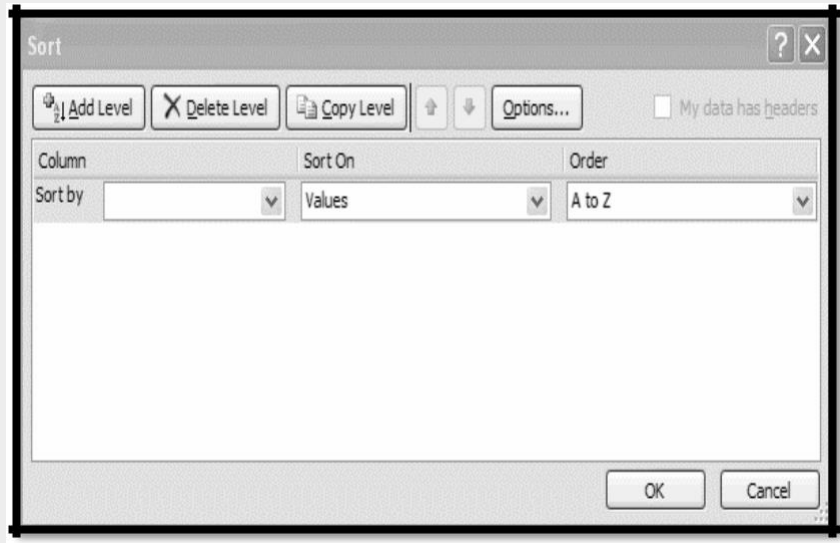 Sort
Add Level Delete Level Copy Level Options... My data has headers
Column Sort On Order
Sort by Values A to Z
OK Cancel